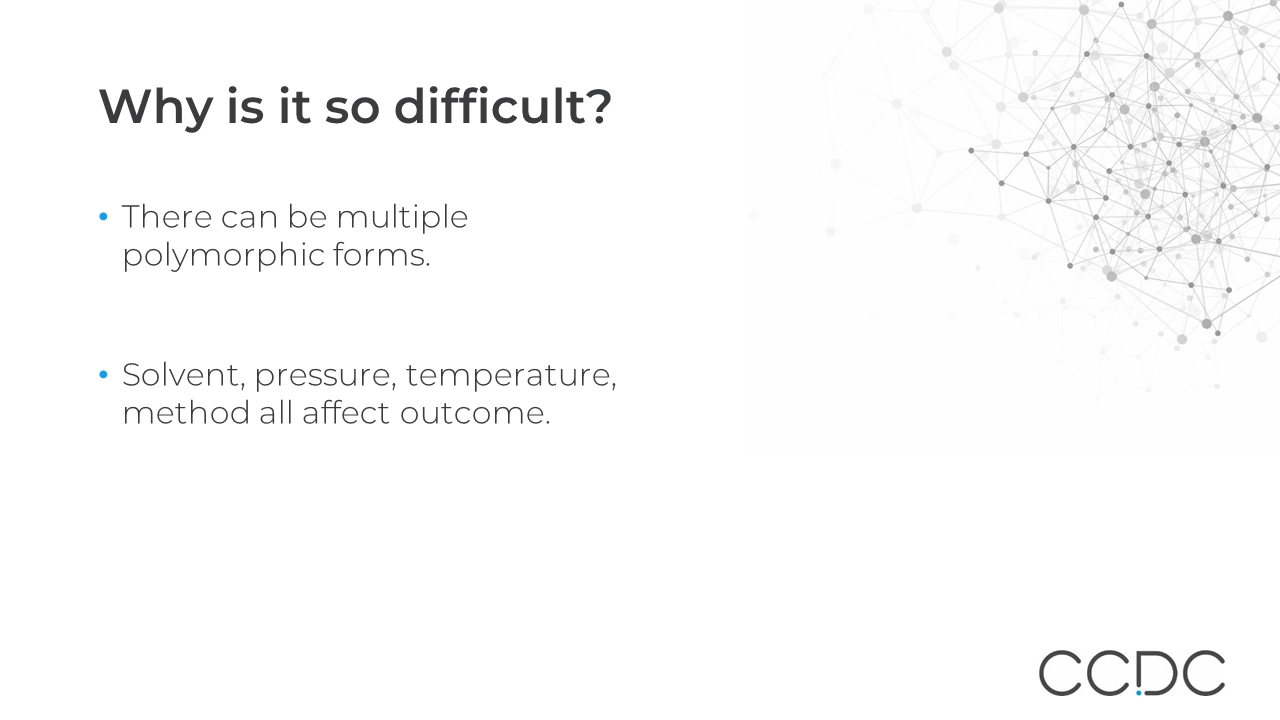 Why is it so difficult?
• There can be multiple
polymorphic forms.
• Solvent, pressure, temperature,
method all affect outcome.
CCDC